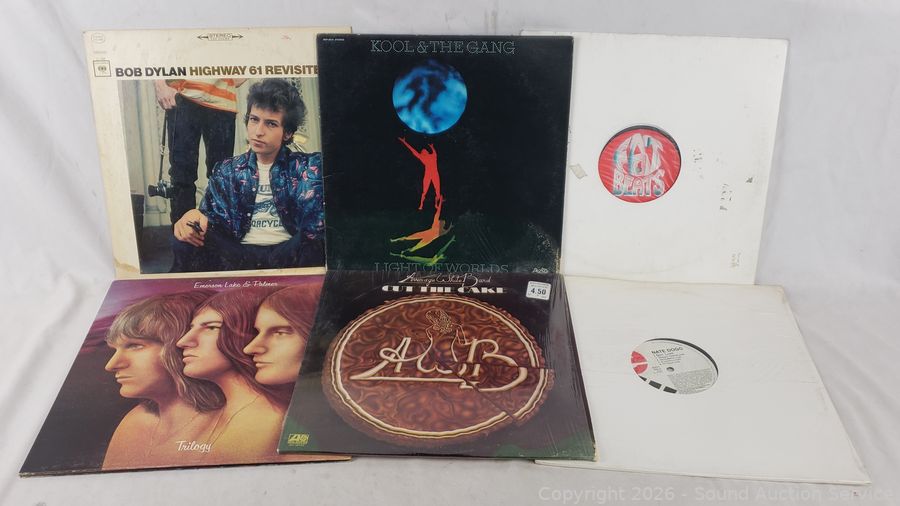 STEREO
BOB DYLAN HIGHWAY 61 REVISITE
KOOL & THE GANG
LIGHT OF WORLDS
FAT
BEATS
Emerson Lake & Palmer
Trilogy
Average White Band
CUT THE CAKE
4.50
AWB
NATE DOGG
Copyright 2026 - Sound Auction Service